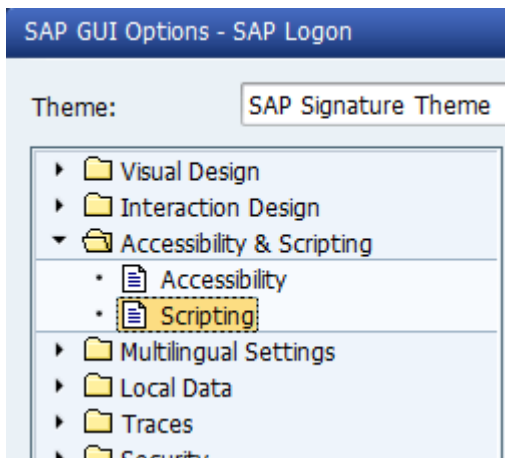 SAP GUI Options - SAP Logon
Theme: SAP Signature Theme
Visual Design
Interaction Design
Accessibility & Scripting
Accessibility
Scripting
Multilingual Settings
Local Data
Traces
Security